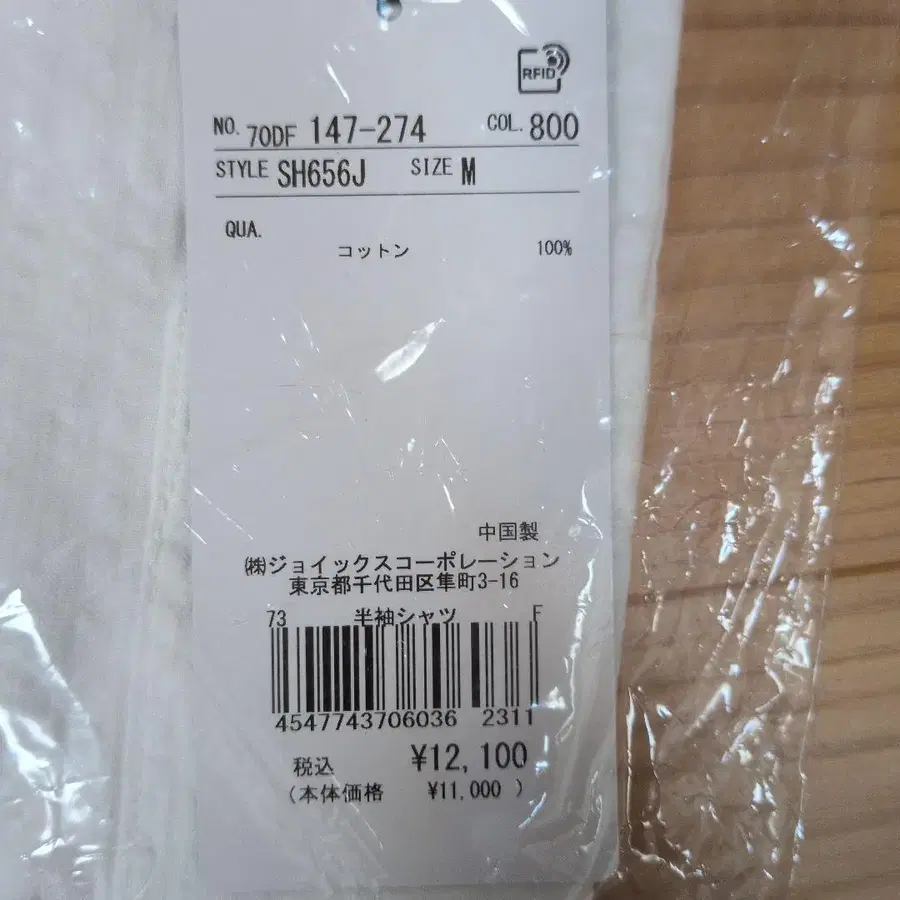 RFID
NO. 70DF 147-274 COL. 800
STYLE SH656J SIZE M
QUA.
コットン 100%
中国製
㈱ジョイックスコーポレーション
東京都千代田区隼町3-16
73 半袖シャツ F
4547743706036 2311
税込 ¥12,100
(本体価格 ¥11,000 )